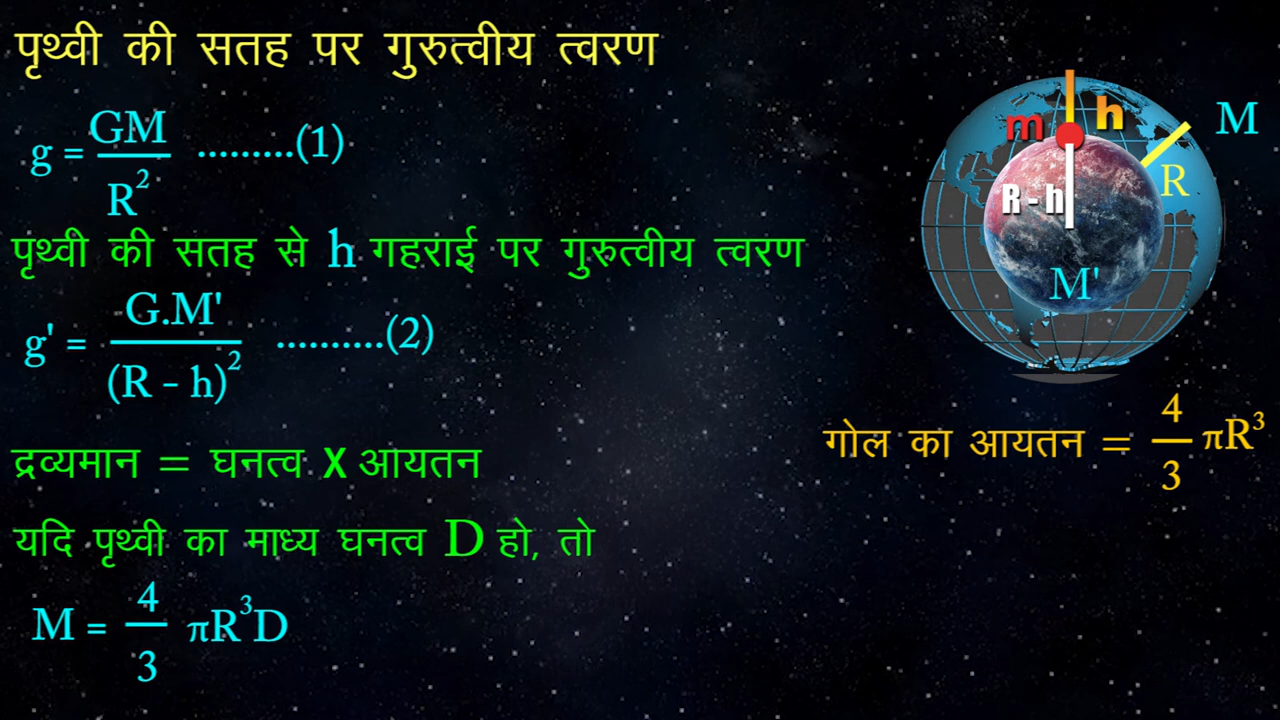 पृथ्वी की सतह पर गुरुत्वीय त्वरण
g = GM / R² .........(1)
पृथ्वी की सतह से h गहराई पर गुरुत्वीय त्वरण
g' = G.M' / (R - h)² ..........(2)
द्रव्यमान = घनत्व X आयतन
यदि पृथ्वी का माध्य घनत्व D हो, तो
M = 4/3 πR³D
m
h
M
R
R - h
M'
गोल का आयतन = 4/3 πR³